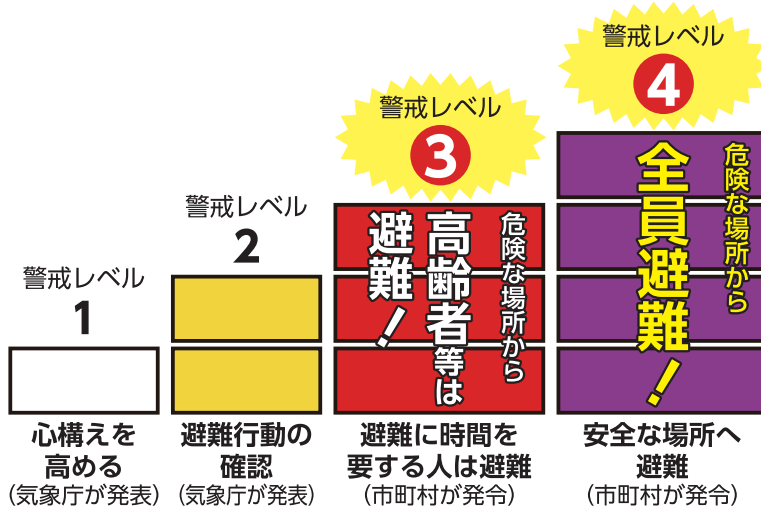 警戒レベル
1
心構えを
高める
(気象庁が発表)
警戒レベル
2
避難行動の
確認
(気象庁が発表)
警戒レベル
3
危険な場所から
高齢者等は
避難！
避難に時間を
要する人は避難
(市町村が発令)
警戒レベル
4
危険な場所から
全員避難！
安全な場所へ
避難
(市町村が発令)